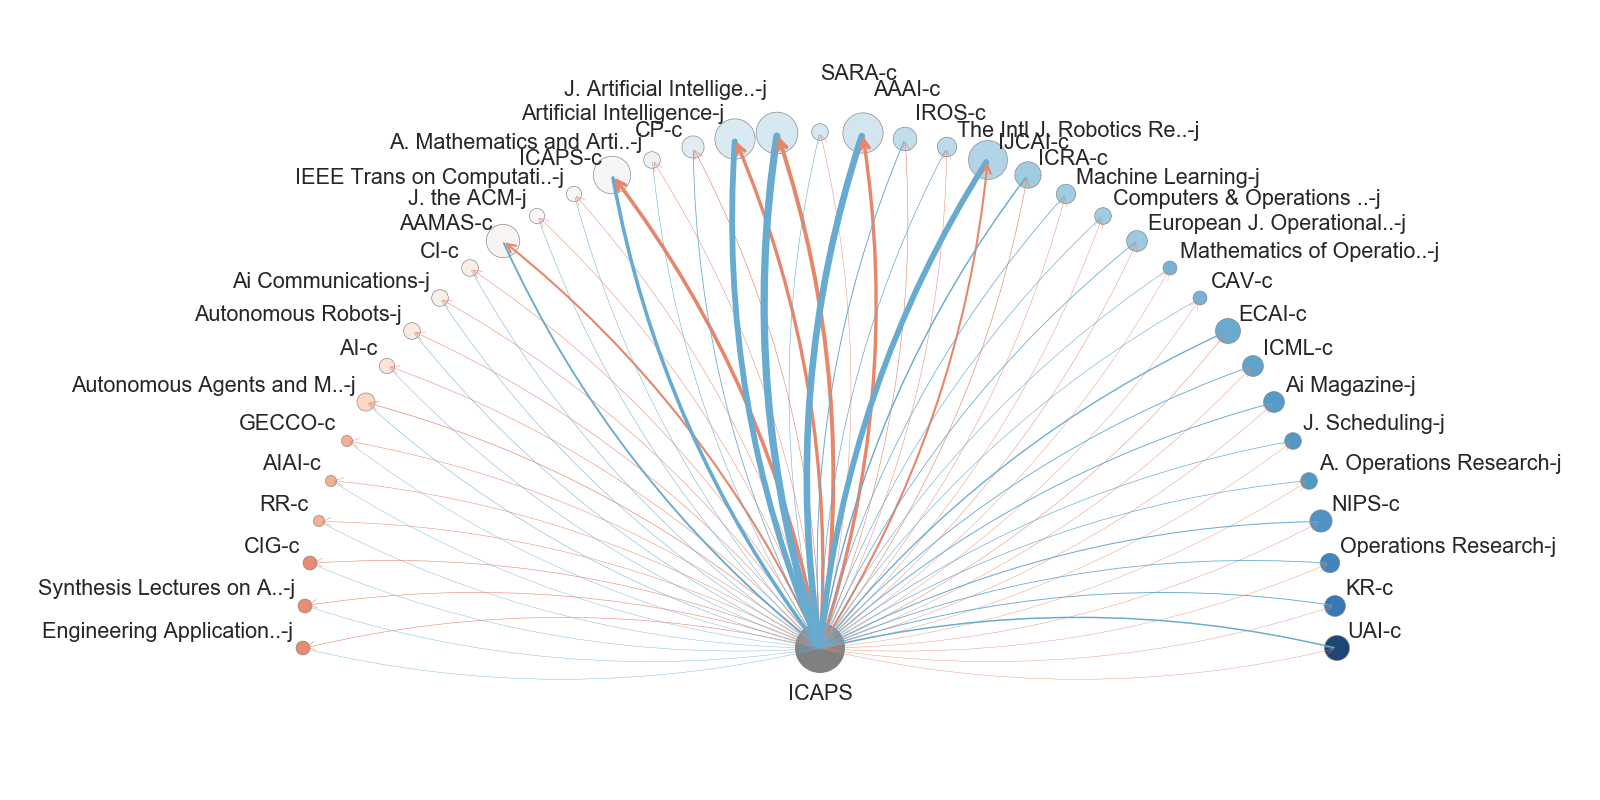 SARA-c
J. Artificial Intellige..-j
AAAI-c
Artificial Intelligence-j
IROS-c
CP-c
The Intl J. Robotics Re..-j
A. Mathematics and Arti..-j
IJCAI-c
ICAPS-c
ICRA-c
IEEE Trans on Computati..-j
Machine Learning-j
J. the ACM-j
Computers & Operations ..-j
AAMAS-c
European J. Operational..-j
CI-c
Mathematics of Operatio..-j
Ai Communications-j
CAV-c
Autonomous Robots-j
ECAI-c
AI-c
ICML-c
Autonomous Agents and M..-j
Ai Magazine-j
GECCO-c
J. Scheduling-j
AIAI-c
A. Operations Research-j
RR-c
NIPS-c
CIG-c
Operations Research-j
Synthesis Lectures on A..-j
KR-c
Engineering Application..-j
UAI-c
ICAPS